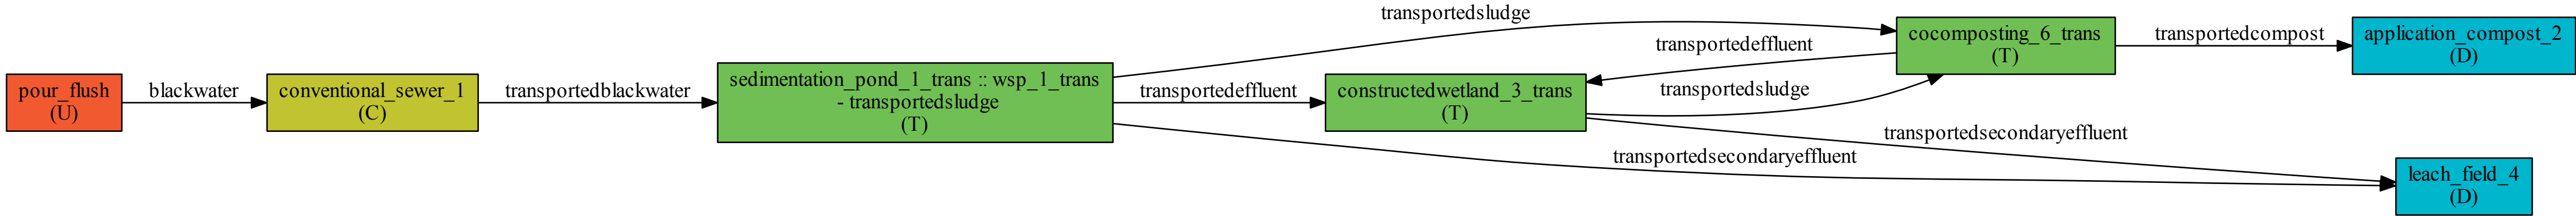 pour_flush
(U)
blackwater
conventional_sewer_1
(C)
transportedblackwater
sedimentation_pond_1_trans :: wsp_1_trans
- transportedsludge
(T)
transportedsludge
transportedeffluent
transportedsecondaryeffluent
constructedwetland_3_trans
(T)
transportedeffluent
transportedsludge
transportedsecondaryeffluent
cocomposting_6_trans
(T)
transportedcompost
application_compost_2
(D)
leach_field_4
(D)